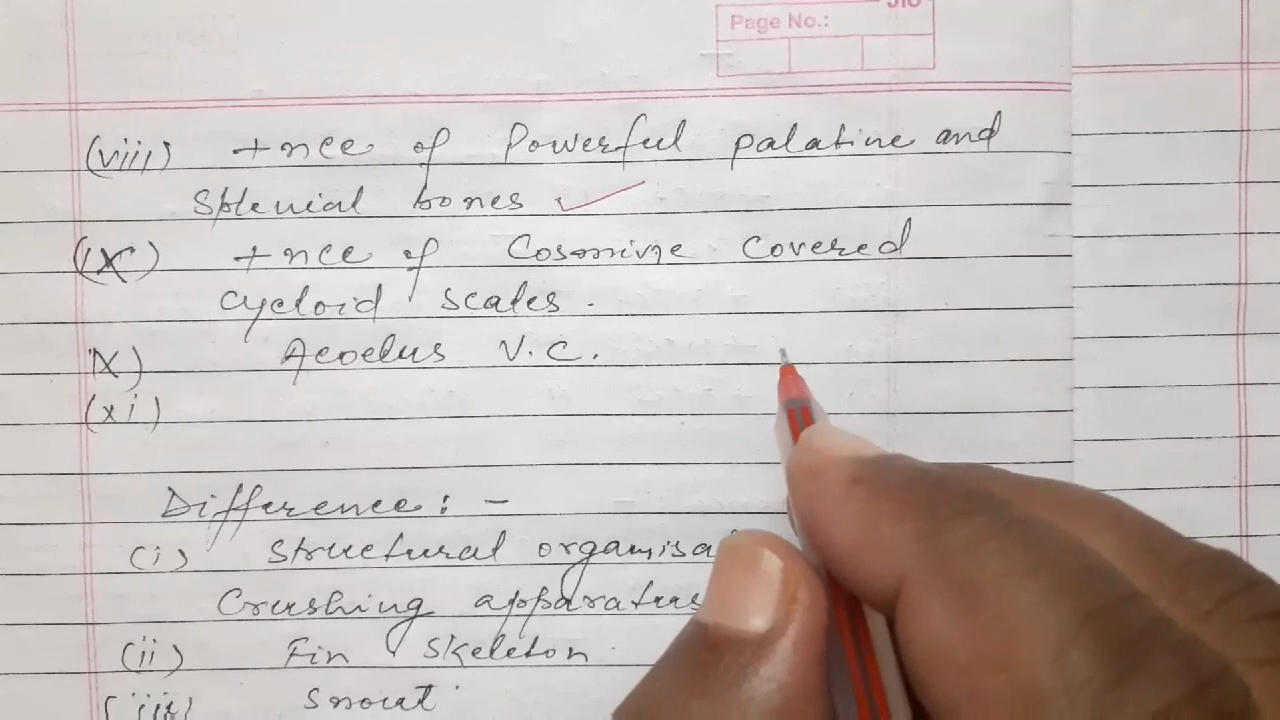 Page No.:
(viii) +nce of Powerful palatine and
Splenial bones
(ix) +nce of Cosmine Covered
cycloid scales.
X) Acoelus V.C.
(xi)
Difference: -
(i) Structural organisa
Crushing apparatus
(ii) Fin skeleton
(iii) Snout